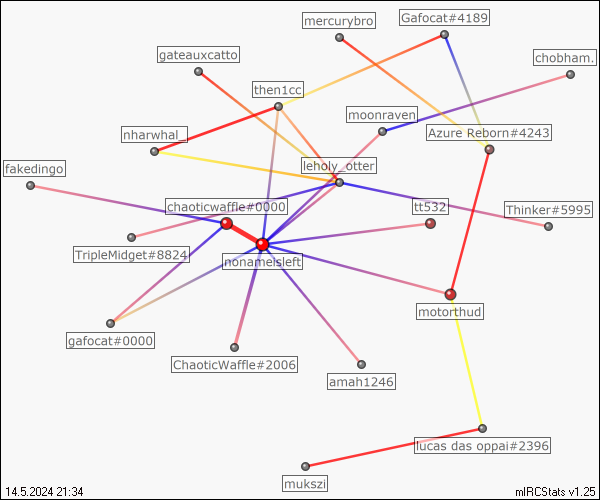 mercurybro
Gafocat#4189
gateauxcatto
chobham.
then1cc
moonraven
nharwhal_
Azure Reborn#4243
fakedingo
leholy_otter
chaoticwaffle#0000
tt532
Thinker#5995
TripleMidget#8824
nonameisleft
motorthud
gafocat#0000
ChaoticWaffle#2006
amah1246
lucas das oppai#2396
mukszi
14.5.2024 21:34
mIRCStats v1.25